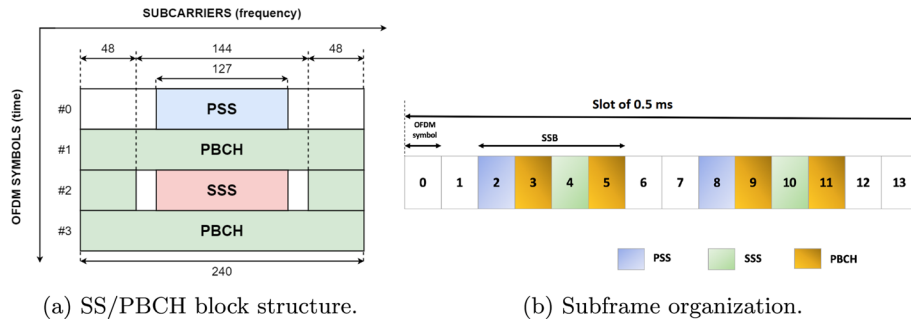 SUBCARRIERS (frequency)
48 144 48
127
OFDM SYMBOLS (time)
#0 PSS
#1 PBCH
#2 SSS
#3 PBCH
240
(a) SS/PBCH block structure.
Slot of 0.5 ms
OFDM
symbol
SSB
0 1 2 3 4 5 6 7 8 9 10 11 12 13
PSS SSS PBCH
(b) Subframe organization.